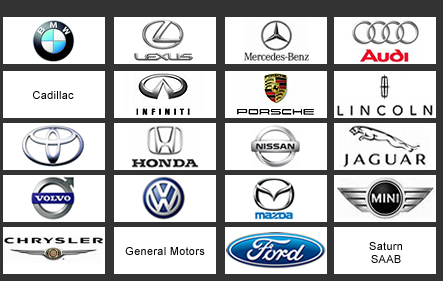 BMW
LEXUS
Mercedes-Benz
Audi
Cadillac
INFINITI
PORSCHE
LINCOLN
HONDA
NISSAN
JAGUAR
VOLVO
VW
mazda
MINI
CHRYSLER
General Motors
Ford
Saturn
SAAB